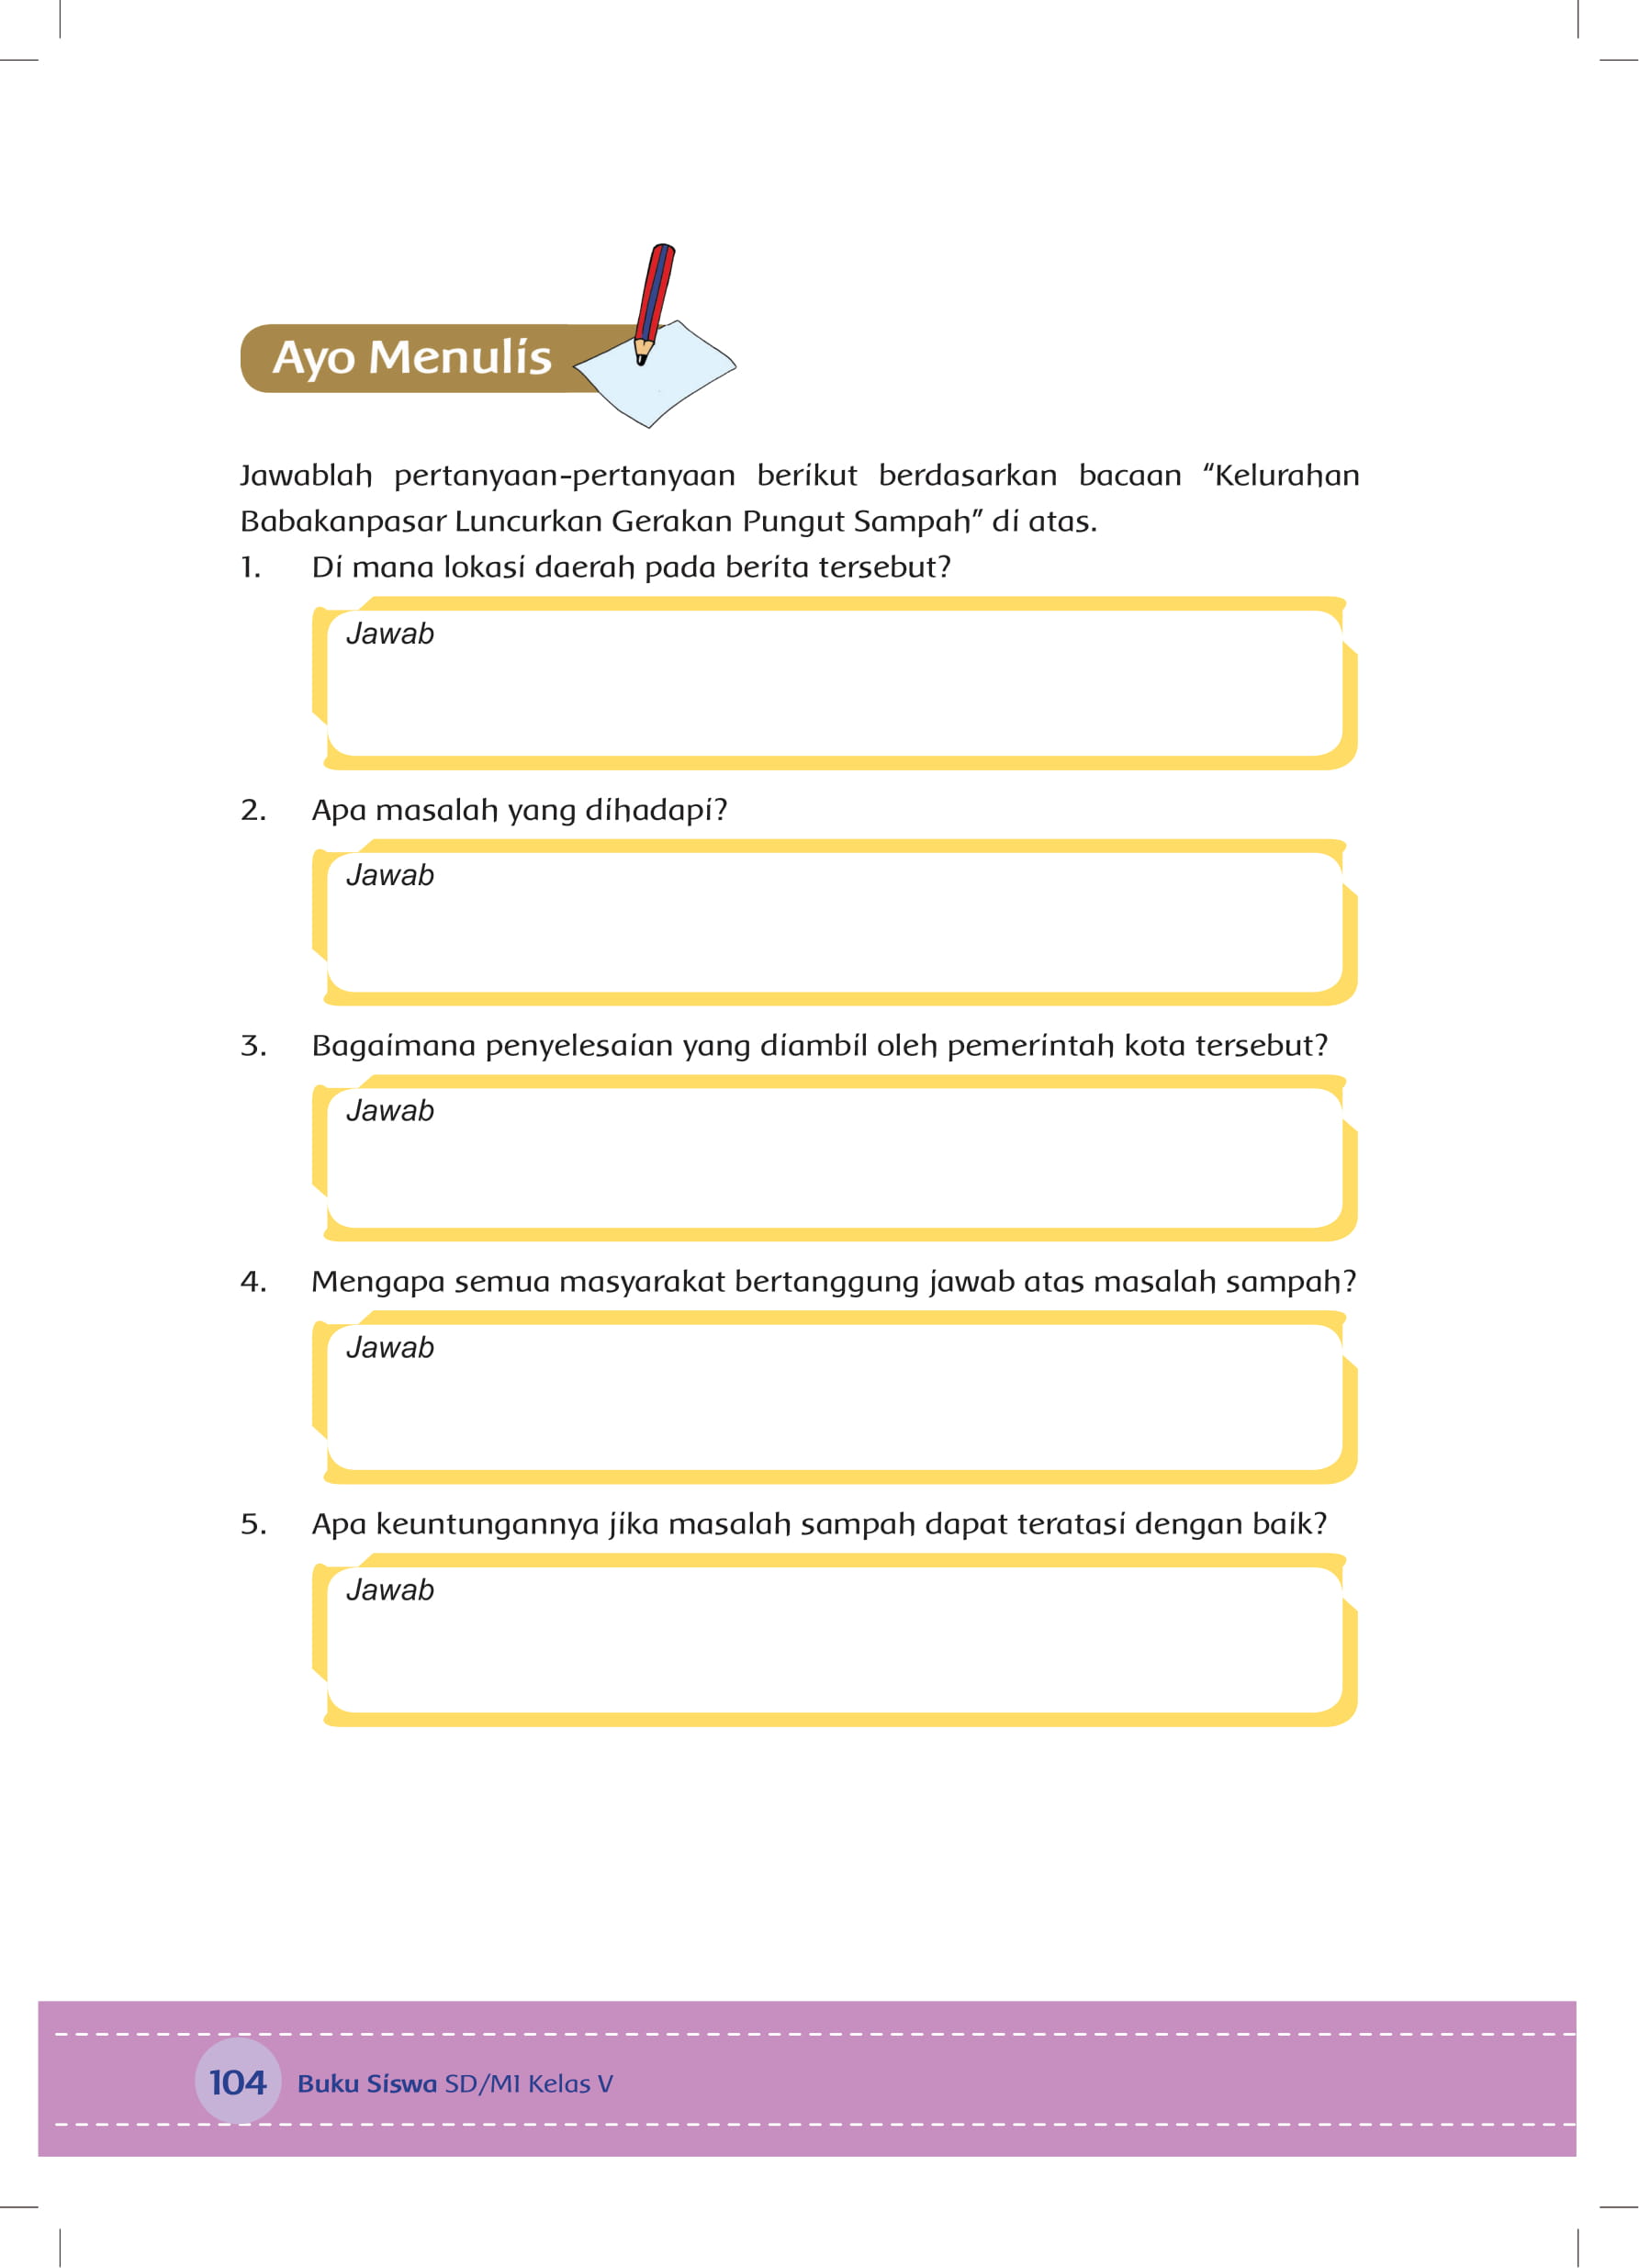 Ayo Menulis
Jawablah pertanyaan-pertanyaan berikut berdasarkan bacaan “Kelurahan
Babakanpasar Luncurkan Gerakan Pungut Sampah” di atas.
1. Di mana lokasi daerah pada berita tersebut?
Jawab
2. Apa masalah yang dihadapi?
Jawab
3. Bagaimana penyelesaian yang diambil oleh pemerintah kota tersebut?
Jawab
4. Mengapa semua masyarakat bertanggung jawab atas masalah sampah?
Jawab
5. Apa keuntungannya jika masalah sampah dapat teratasi dengan baik?
Jawab
104 Buku Siswa SD/MI Kelas V